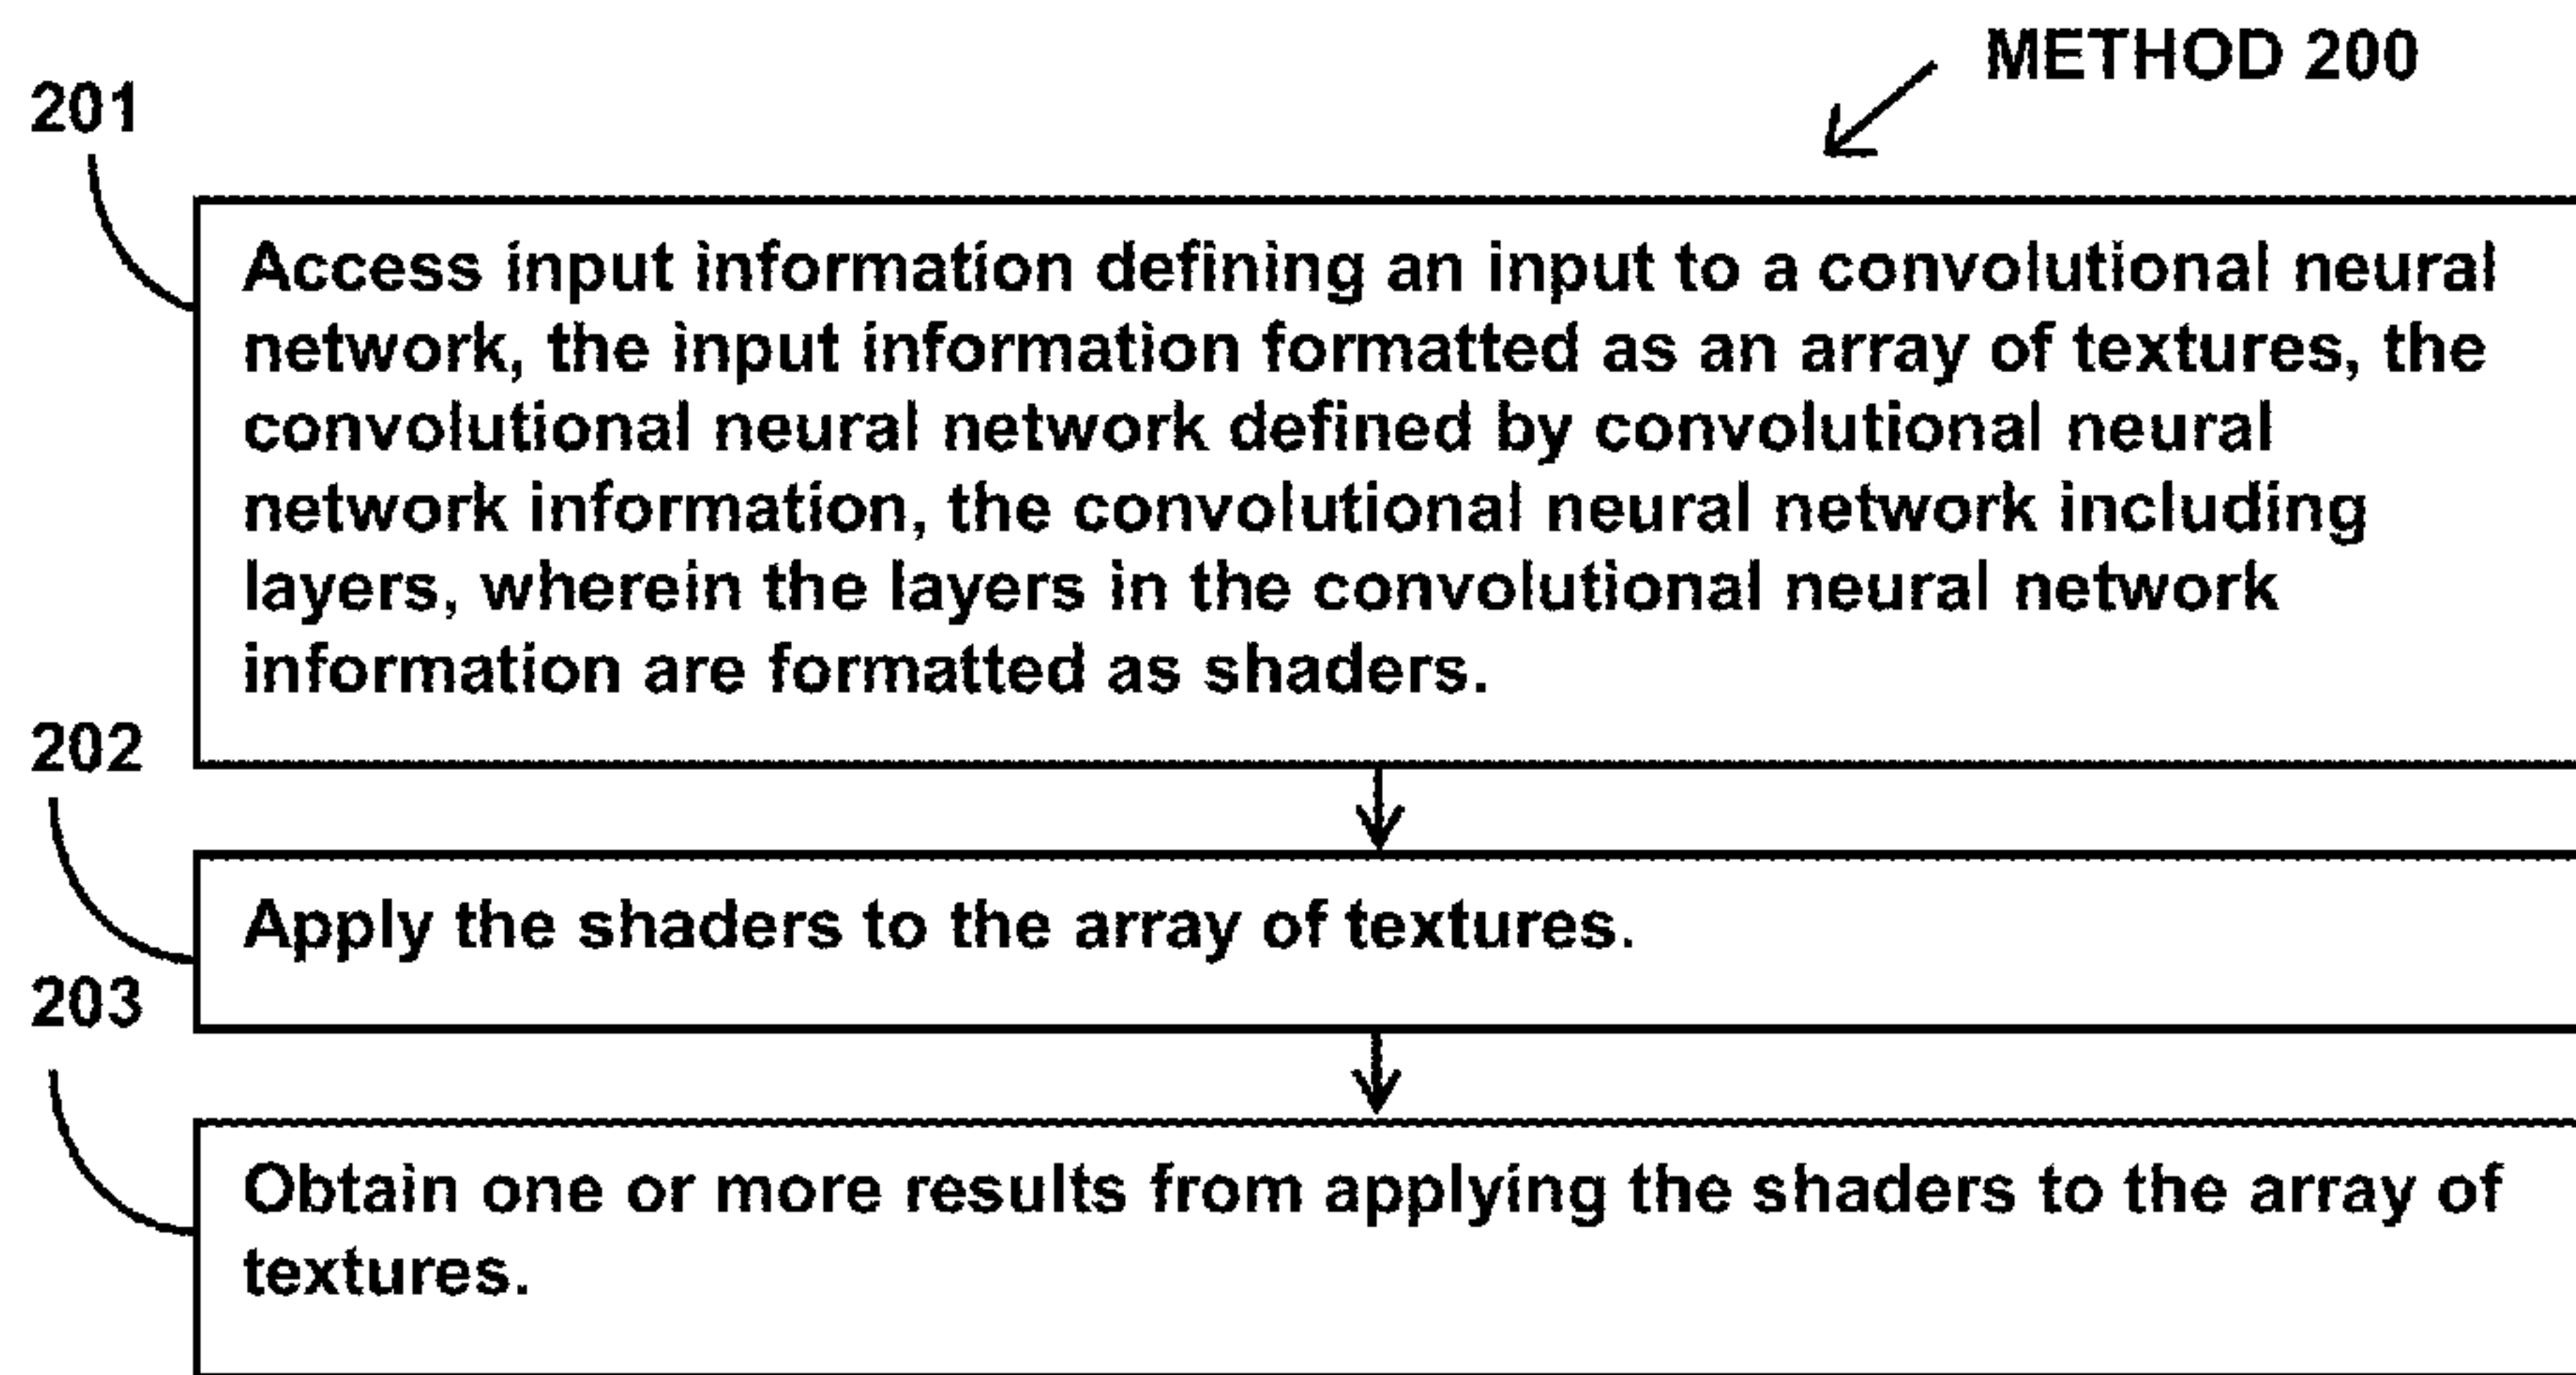 METHOD 200
201
Access input information defining an input to a convolutional neural
network, the input information formatted as an array of textures, the
convolutional neural network defined by convolutional neural
network information, the convolutional neural network including
layers, wherein the layers in the convolutional neural network
information are formatted as shaders.
202
Apply the shaders to the array of textures.
203
Obtain one or more results from applying the shaders to the array of
textures.